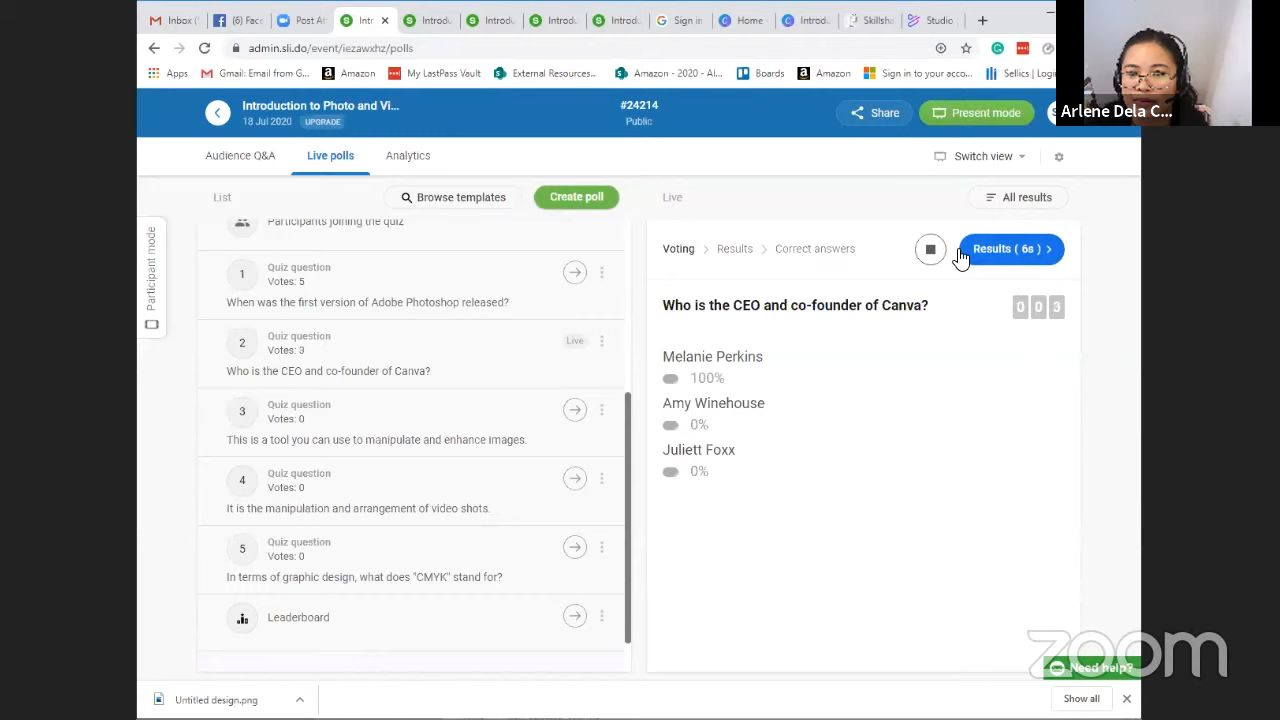 Inbox (
(6) Face
Post At
Intr
Introdu
Introdu
Introdu
Introdu
Sign in
Home -
Introdu
Skillsha
Studio
admin.sli.do/event/iezawxhz/polls
Apps
Gmail: Email from G...
Amazon
My LastPass Vault
External Resources...
Amazon - 2020 - Al...
Boards
Amazon
Sign in to your acco...
Sellics | Login
Arlene Dela C...
Introduction to Photo and Vi...
18 Jul 2020 UPGRADE
#24214
Public
Share
Present mode
Audience Q&A
Live polls
Analytics
Switch view
List
Browse templates
Create poll
Live
All results
Participant mode
Participants joining the quiz
1
Quiz question
Votes: 5
When was the first version of Adobe Photoshop released?
2
Quiz question
Votes: 3
Live
Who is the CEO and co-founder of Canva?
3
Quiz question
Votes: 0
This is a tool you can use to manipulate and enhance images.
4
Quiz question
Votes: 0
It is the manipulation and arrangement of video shots.
5
Quiz question
Votes: 0
In terms of graphic design, what does "CMYK" stand for?
Leaderboard
Voting > Results > Correct answers
Results ( 6s ) >
Who is the CEO and co-founder of Canva?
0 0 3
Melanie Perkins
100%
Amy Winehouse
0%
Juliett Foxx
0%
zoom
Need help?
Untitled design.png
Show all